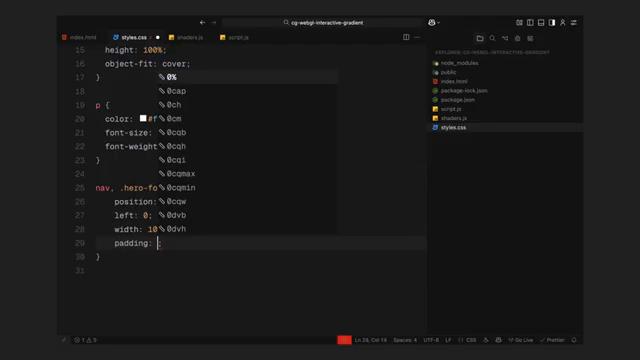 cg-webgl-interactive-gradient
index.html
styles.css
shaders.js
script.js
15 height: 100%;
16 object-fit: cover;
17 }
18
19 p {
20 color: #f
21 font-size:
22 font-weight
23 }
24
25 nav, .hero-fo
26 position:
27 left: 0;
28 width: 10
29 padding: ;
30 }
31
0%
0cap
0ch
0cm
0cqb
0cqh
0cqi
0cqmax
0cqmin
0cqw
0dvb
0dvh
EXPLORER: CG-WEBGL-INTERACTIVE-GRADIENT
node_modules
public
index.html
package-lock.json
package.json
script.js
shaders.js
styles.css
1 0
Ln 29, Col 14
Spaces: 4
UTF-8
LF
CSS
Go Live
Prettier